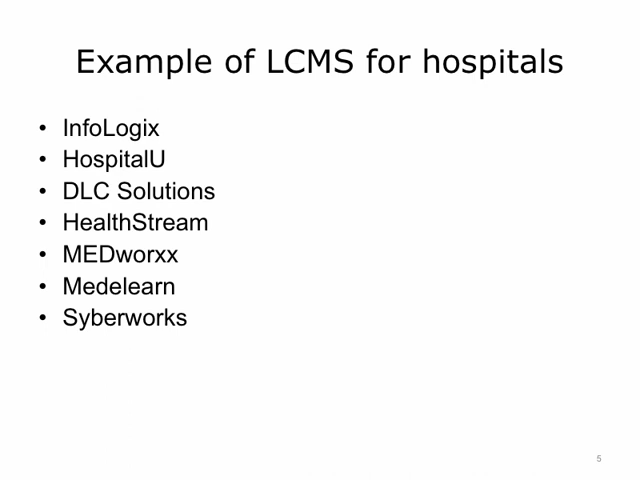 Example of LCMS for hospitals
• InfoLogix
• HospitalU
• DLC Solutions
• HealthStream
• MEDworxx
• Medelearn
• Syberworks
5